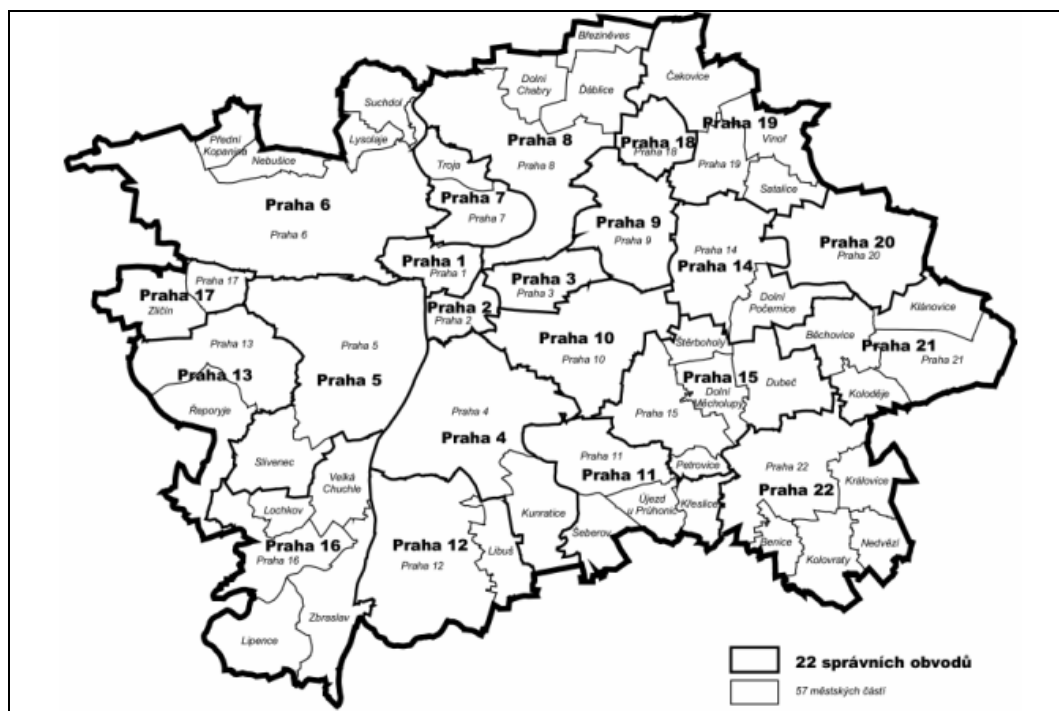 Březiněves
Dolní
Chabry
Ďáblice
Čakovice
Suchdol
Lysolaje
Přední
Kopanina
Nebušice
Praha 8
Praha 8
Praha 18
Praha 18
Praha 19
Vinoř
Praha 19
Satalice
Troja
Praha 7
Praha 7
Praha 6
Praha 6
Praha 9
Praha 9
Praha 14
Praha 14
Praha 20
Praha 20
Praha 1
Praha 1
Praha 3
Praha 3
Praha 2
Praha 2
Praha 17
Praha 17
Zličín
Dolní
Počernice
Klánovice
Běchovice
Praha 21
Praha 21
Koloděje
Praha 13
Praha 13
Řeporyje
Praha 5
Praha 5
Praha 10
Praha 10
Štěrboholy
Praha 15
Dolní
Měcholupy
Praha 15
Dubeč
Praha 4
Praha 4
Praha 11
Praha 11
Petrovice
Újezd
u Průhonic
Křeslice
Šeberov
Kunratice
Libuš
Praha 12
Praha 12
Slivenec
Velká
Chuchle
Lochkov
Praha 16
Praha 16
Lipence
Zbraslav
Praha 22
Praha 22
Královice
Benice
Kolovraty
Nedvězí
22 správních obvodů
57 městských částí